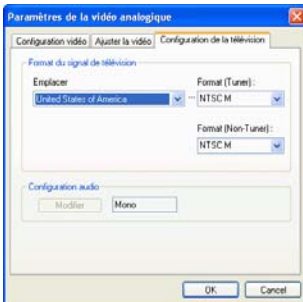 Paramètres de la vidéo analogique
Configuration vidéo Ajuster la vidéo Configuration de la télévision
Format du signal de télévision
Emplacer Format (Tuner) :
United States of America ... NTSC M
Format (Non-Tuner) :
NTSC M
Configuration audio
Modifier Mono
OK Cancel